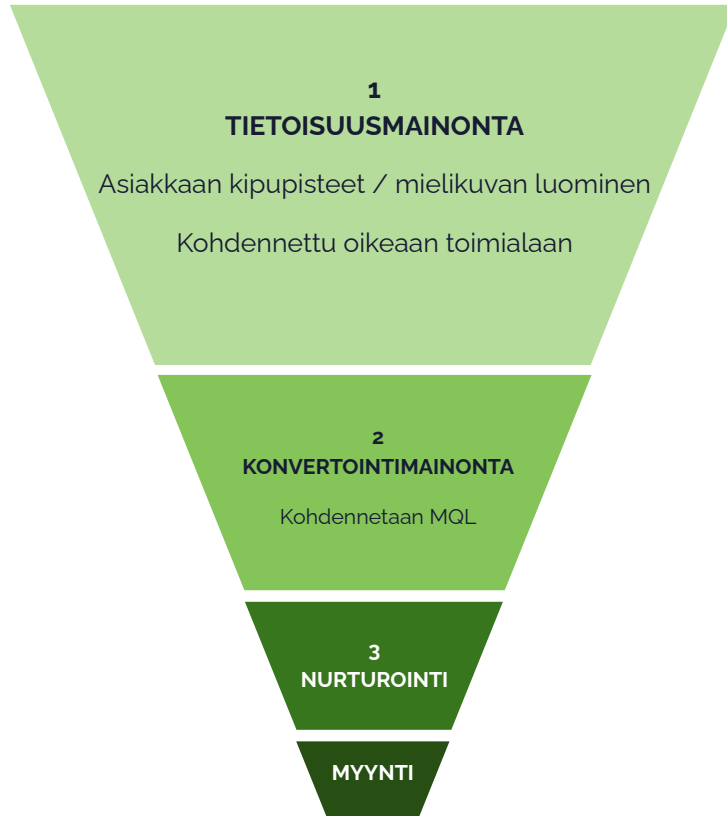 1
TIETOISUUSMAINONTA
Asiakkaan kipupisteet / mielikuvan luominen
Kohdennettu oikeaan toimialaan
2
KONVERTOINTIMAINONTA
Kohdennetaan MQL
3
NURTUROINTI
MYYNTI